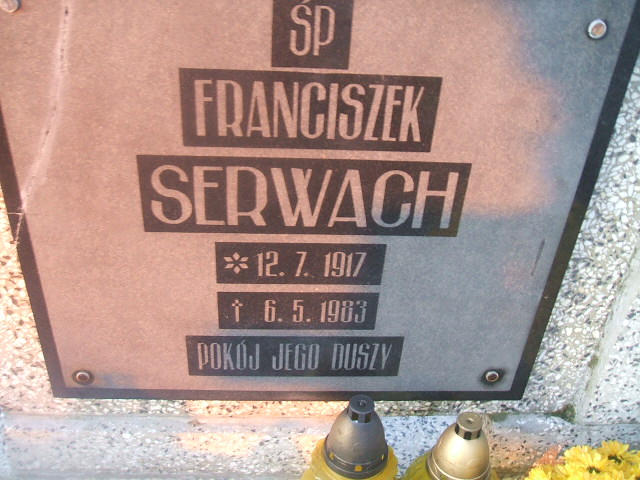 ŚP
FRANCISZEK
SERWACH
* 12. 7. 1917
† 6. 5. 1983
POKÓJ JEGO DUSZY